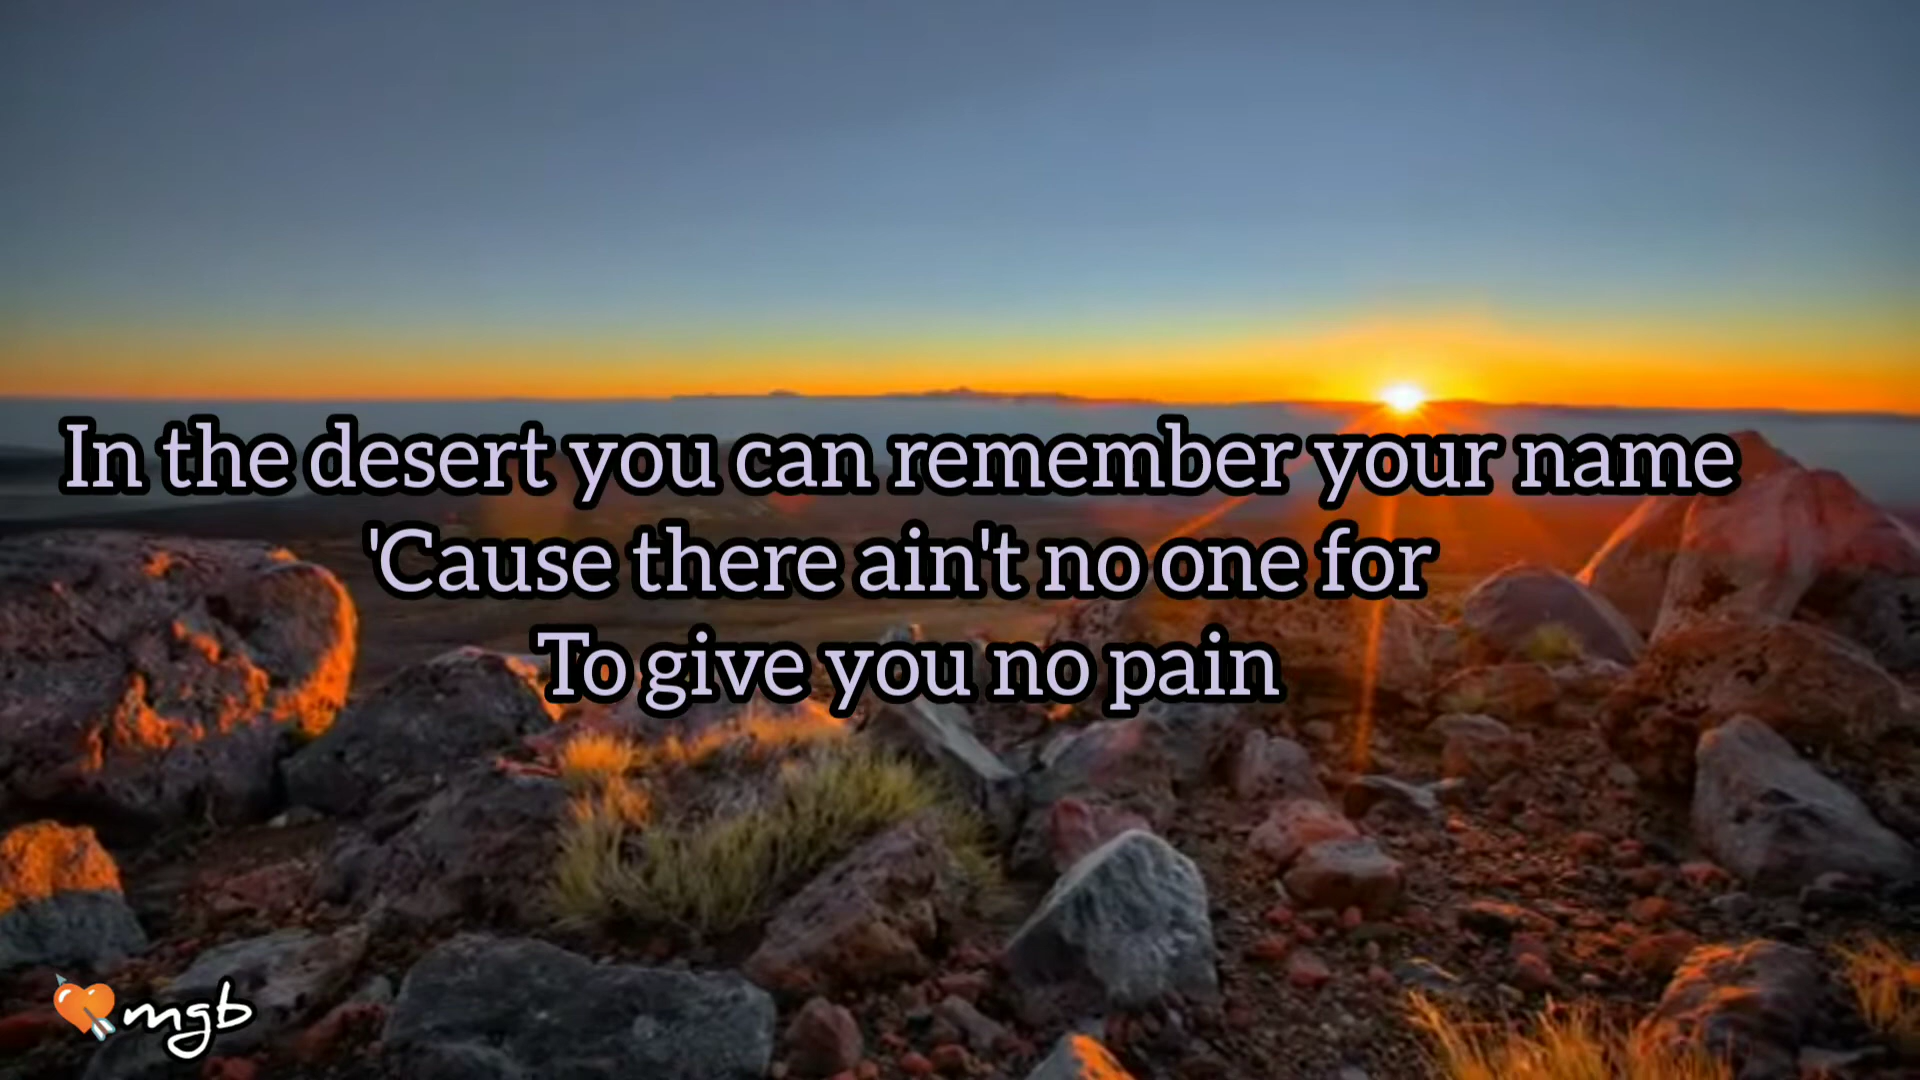 In the desert you can remember your name
'Cause there ain't no one for
To give you no pain
mgb